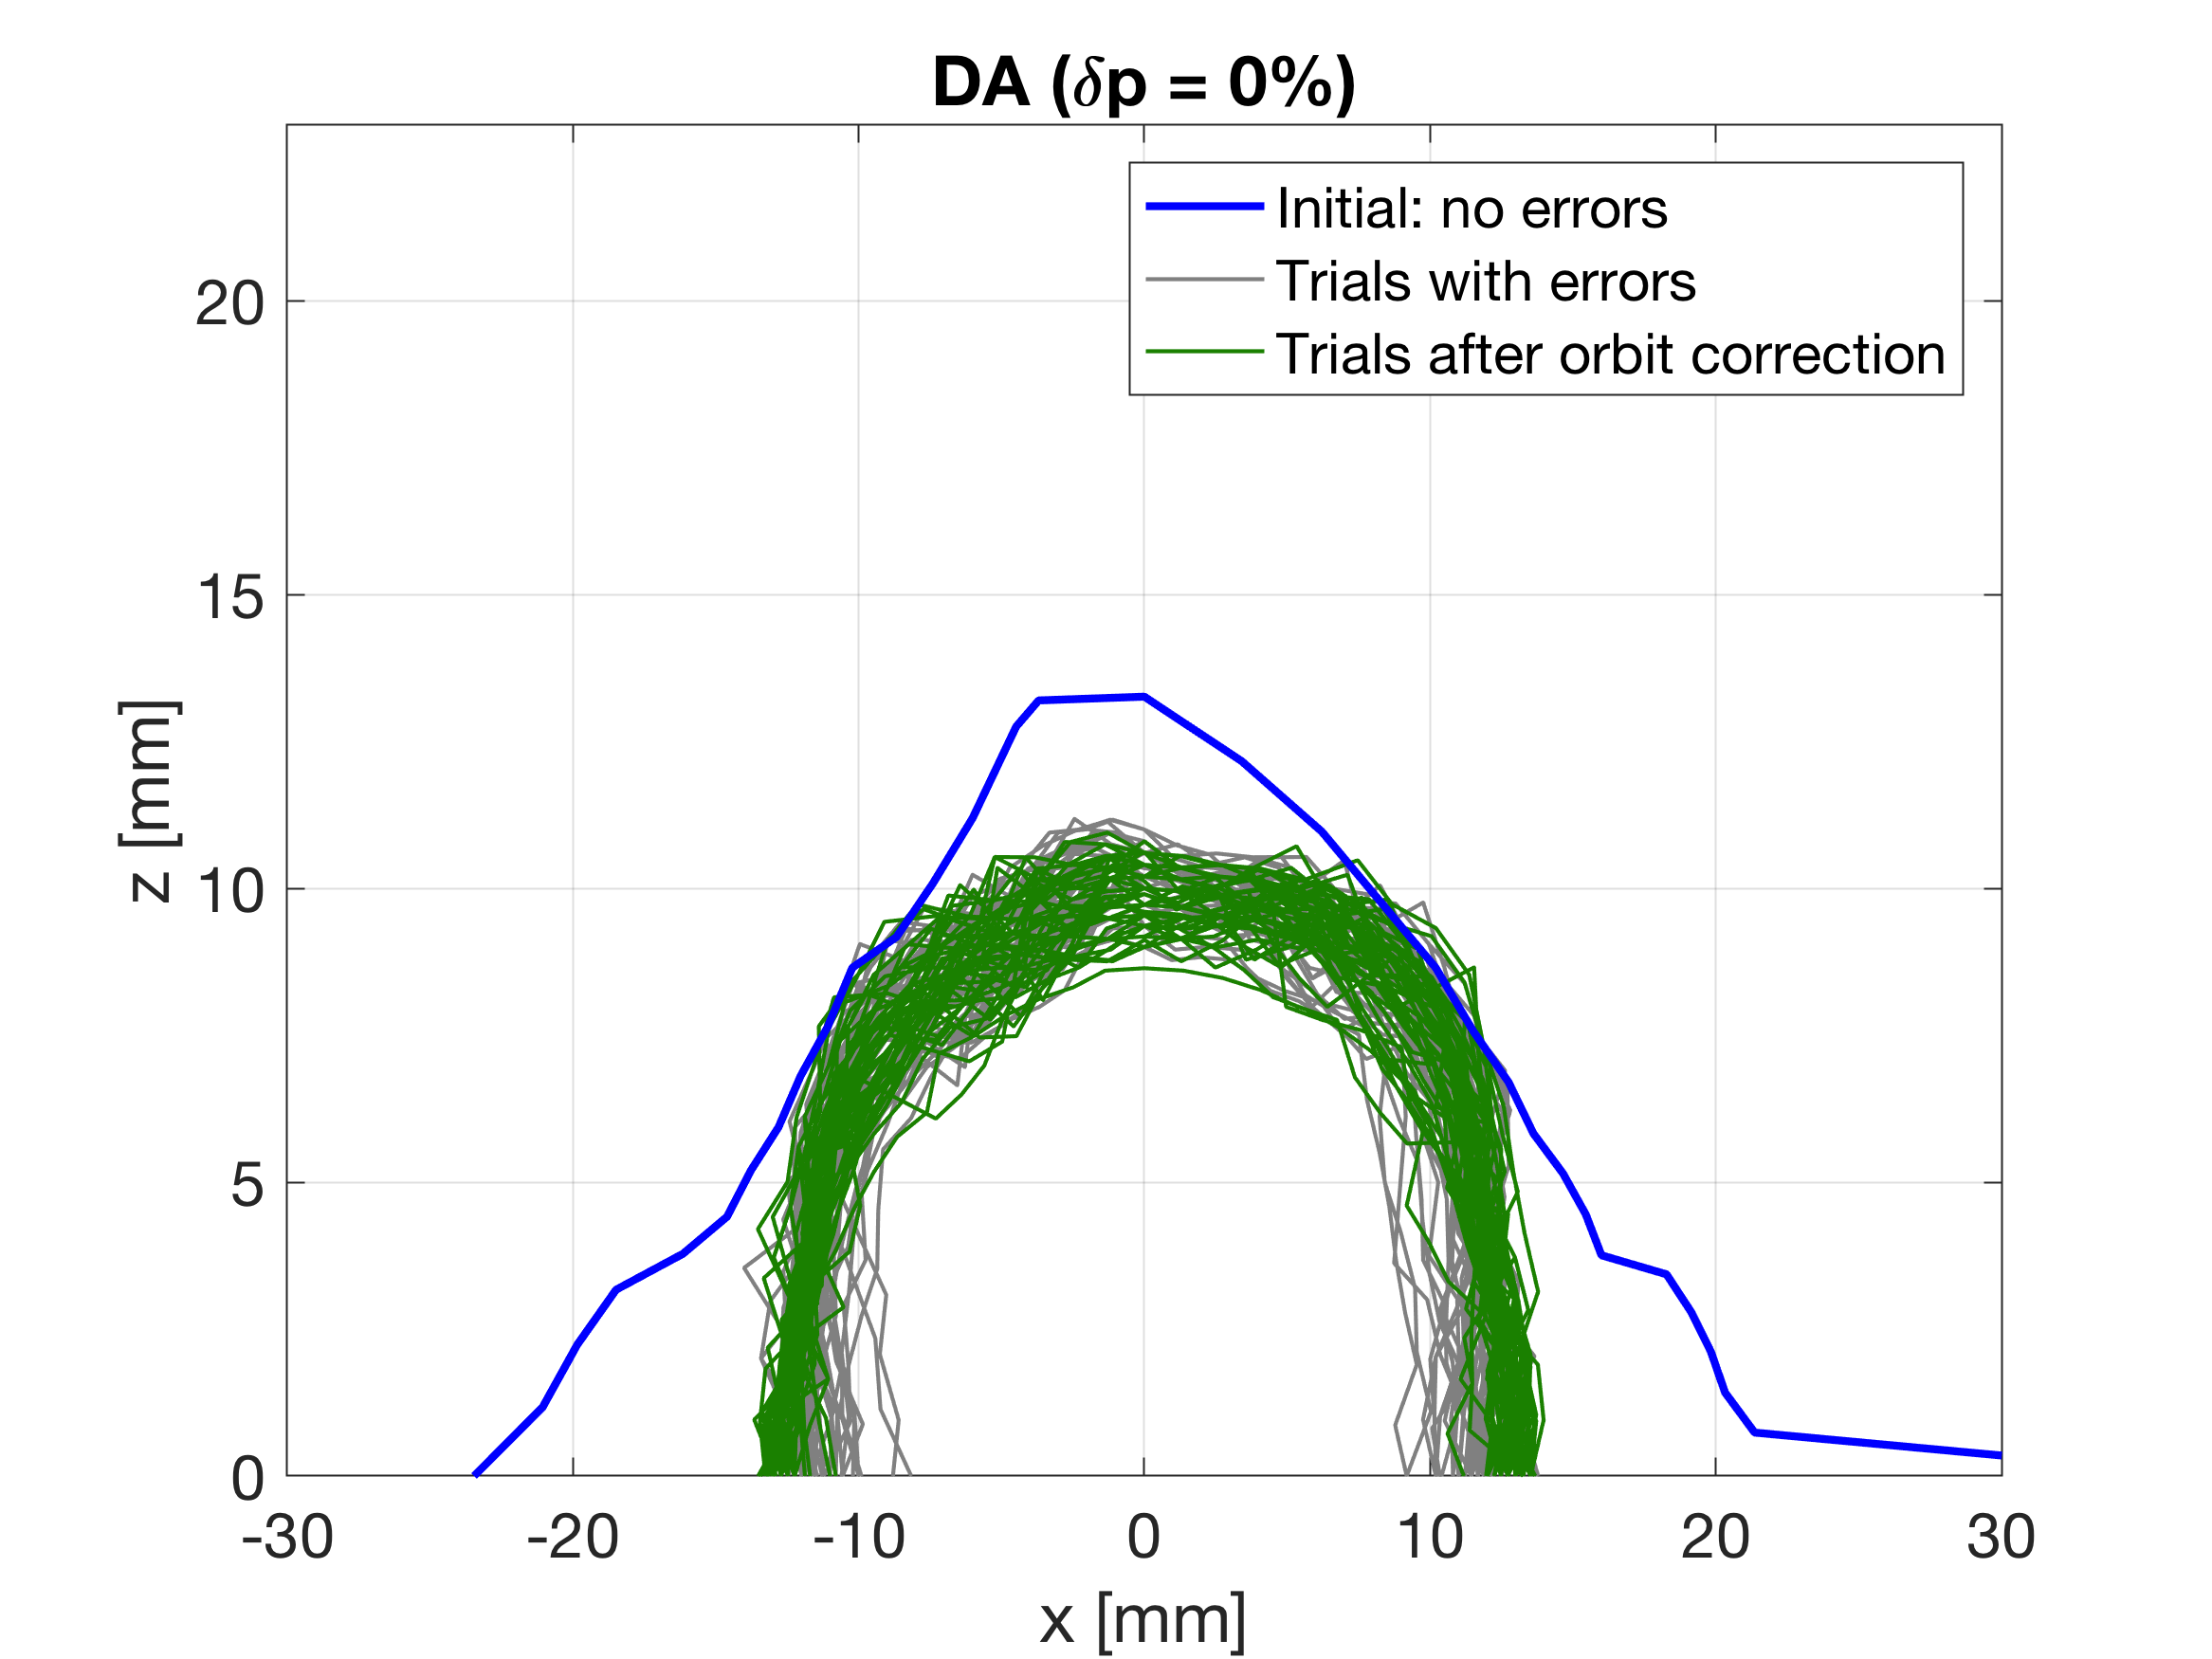 DA (δp = 0%)
Initial: no errors
Trials with errors
Trials after orbit correction
20
15
10
5
0
z [mm]
-30 -20 -10 0 10 20 30
x [mm]